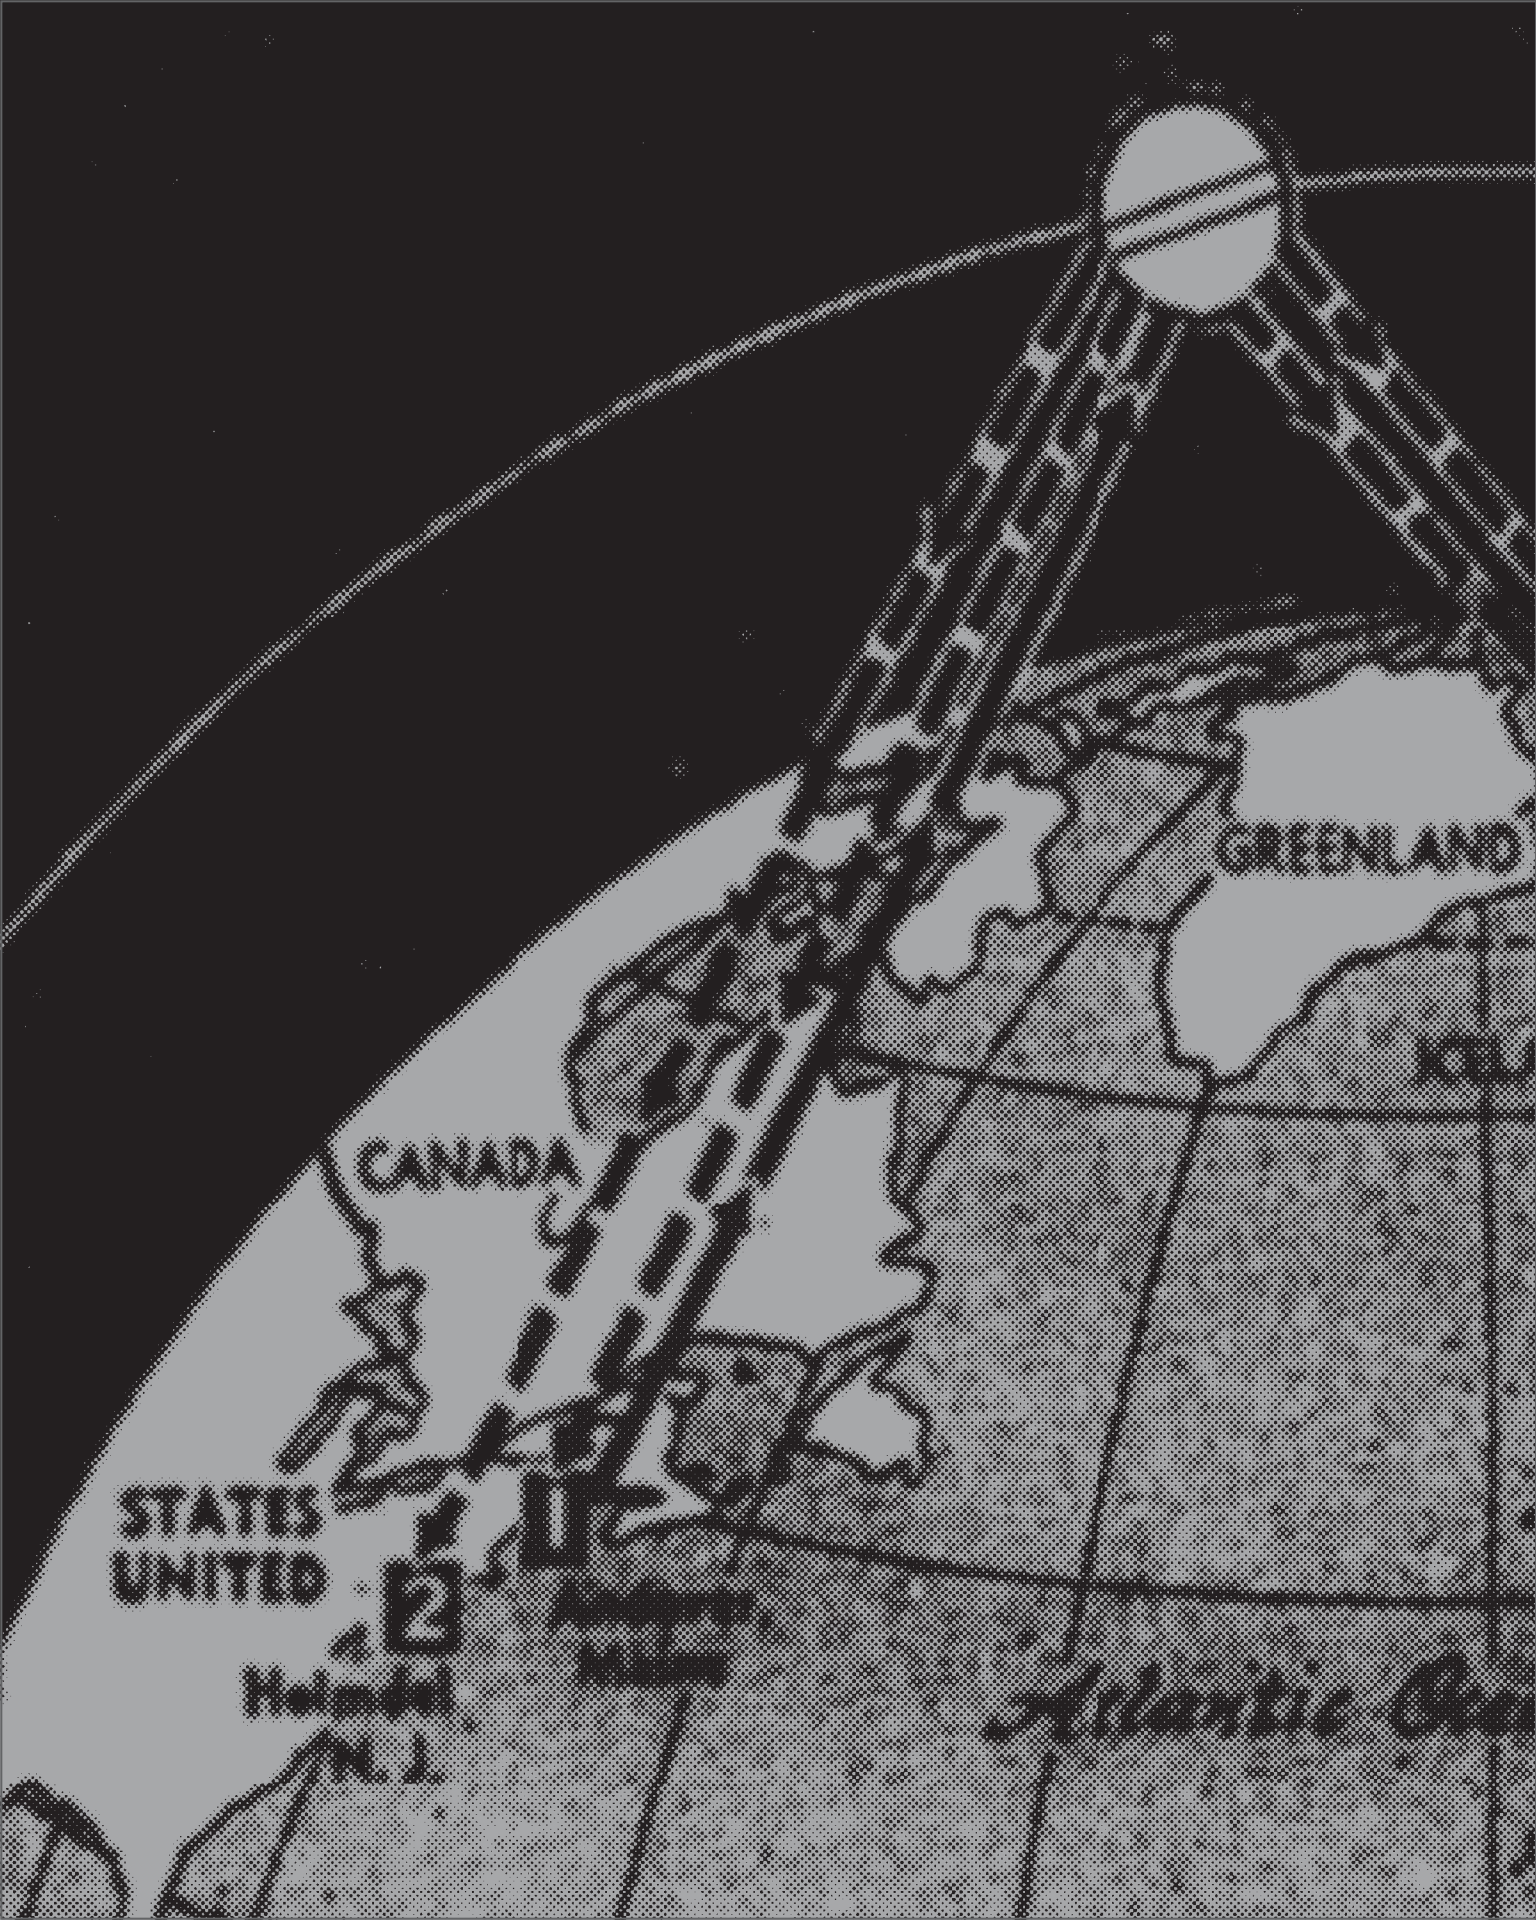 GREENLAND
CANADA
STATES
UNITED
1
2
Holmdel
N. J.
Atlantic